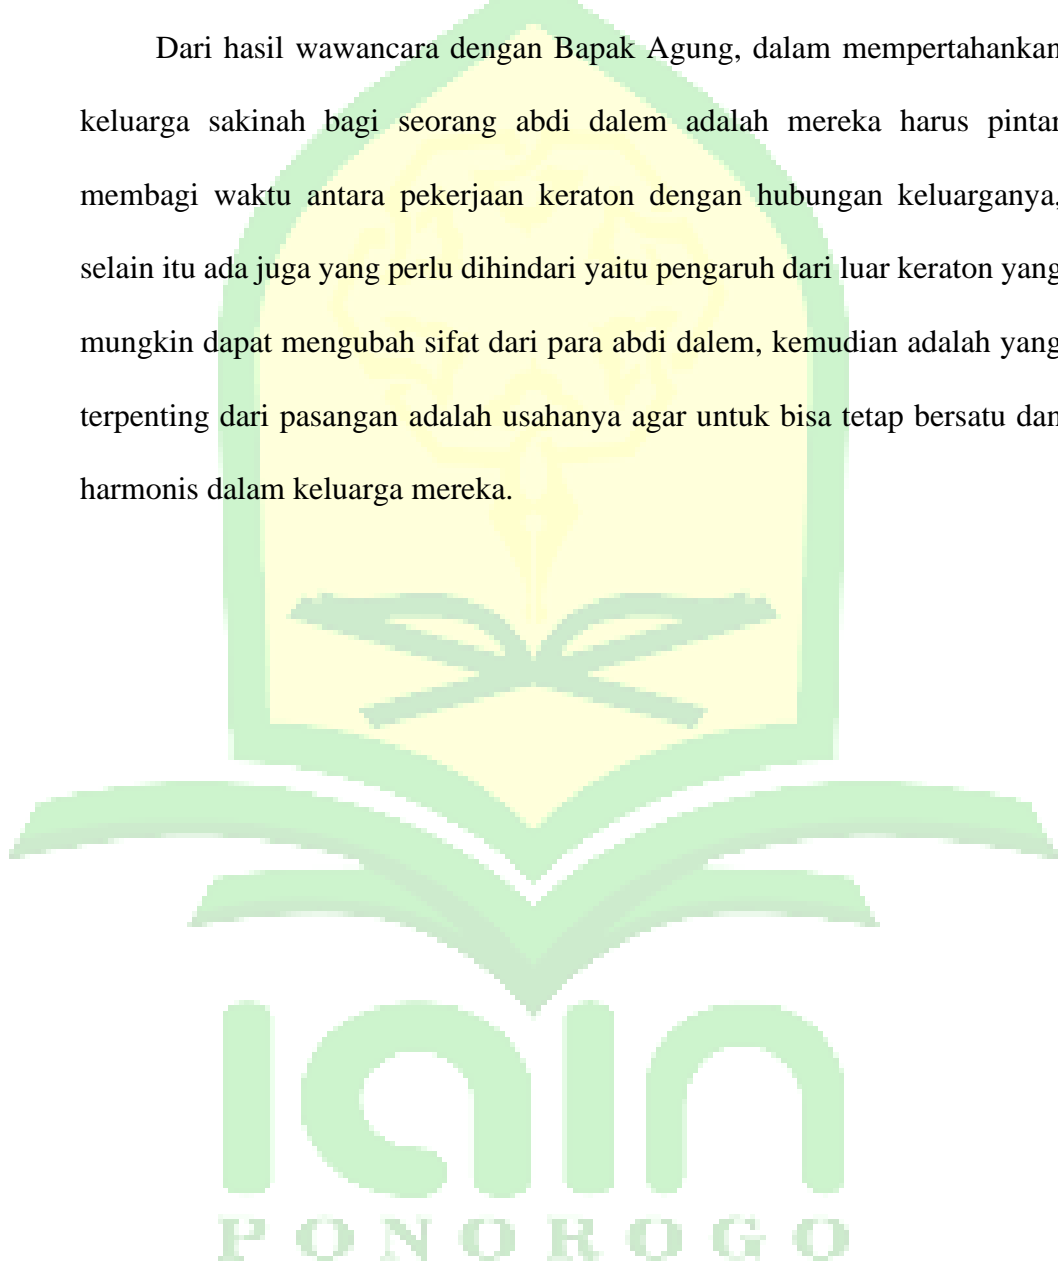 Dari hasil wawancara dengan Bapak Agung, dalam mempertahankan
keluarga sakinah bagi seorang abdi dalem adalah mereka harus pintar
membagi waktu antara pekerjaan keraton dengan hubungan keluarganya,
selain itu ada juga yang perlu dihindari yaitu pengaruh dari luar keraton yang
mungkin dapat mengubah sifat dari para abdi dalem, kemudian adalah yang
terpenting dari pasangan adalah usahanya agar untuk bisa tetap bersatu dan
harmonis dalam keluarga mereka.
IAIN
PONOROGO